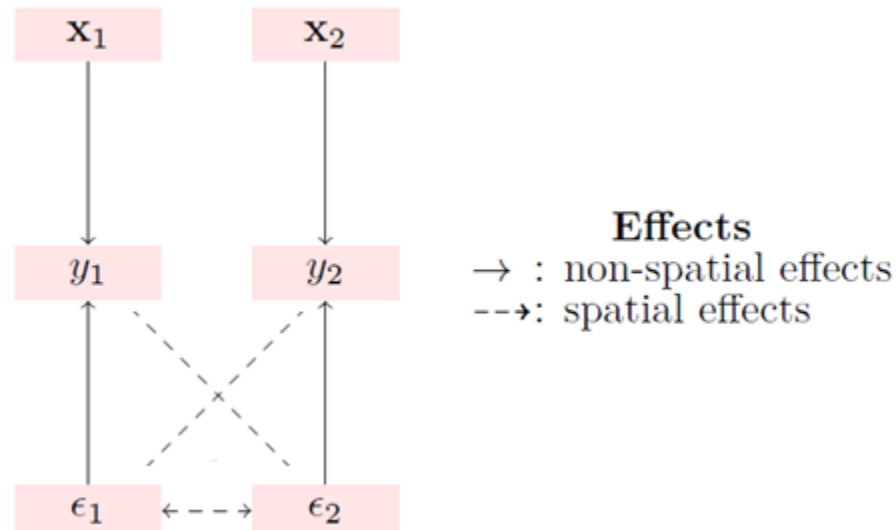 x₁ x₂
y₁ y₂
Effects
→ : non-spatial effects
⇢: spatial effects
ϵ₁ ϵ₂